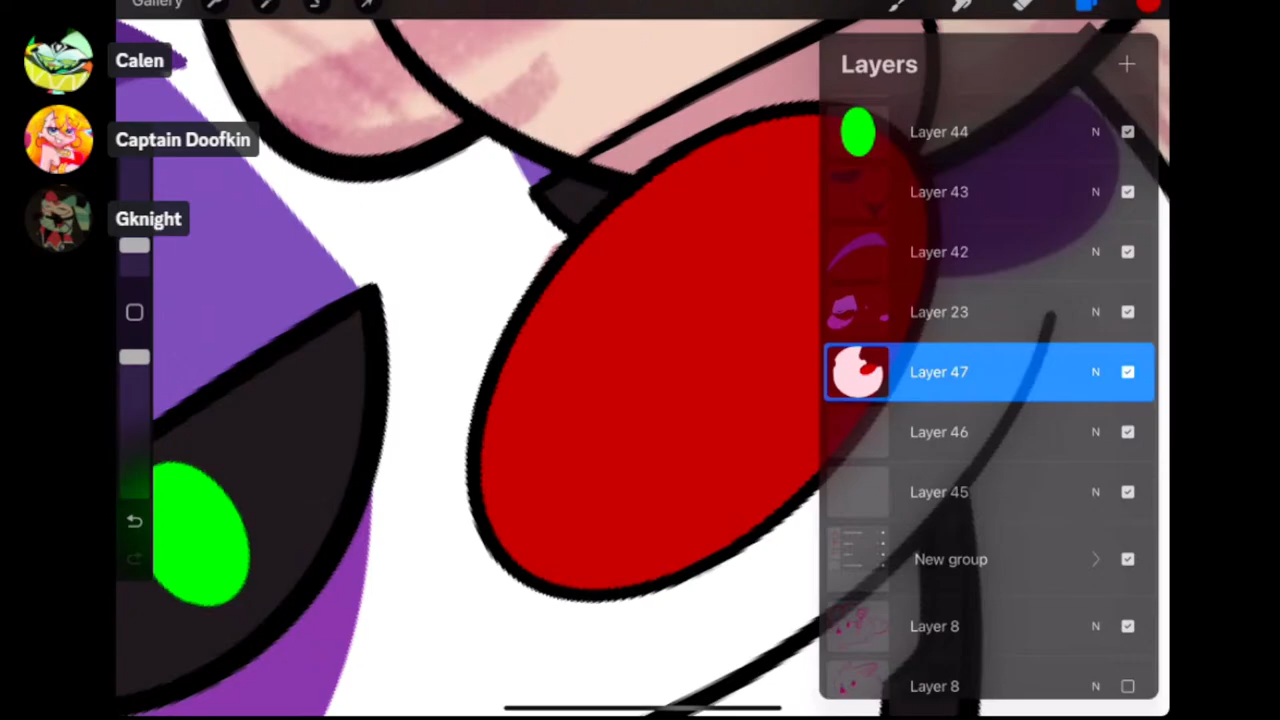 Gallery
Calen
Captain Doofkin
Gknight
Layers
Layer 44 N
Layer 43 N
Layer 42 N
Layer 23 N
Layer 47 N
Layer 46 N
Layer 45 N
New group
Layer 8 N
Layer 8 N